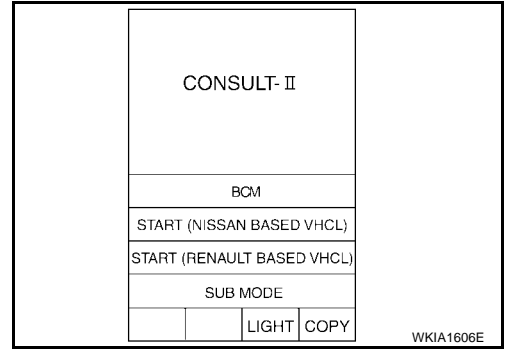 CONSULT-Ⅱ
BCM
START (NISSAN BASED VHCL)
START (RENAULT BASED VHCL)
SUB MODE
LIGHT COPY
WKIA1606E